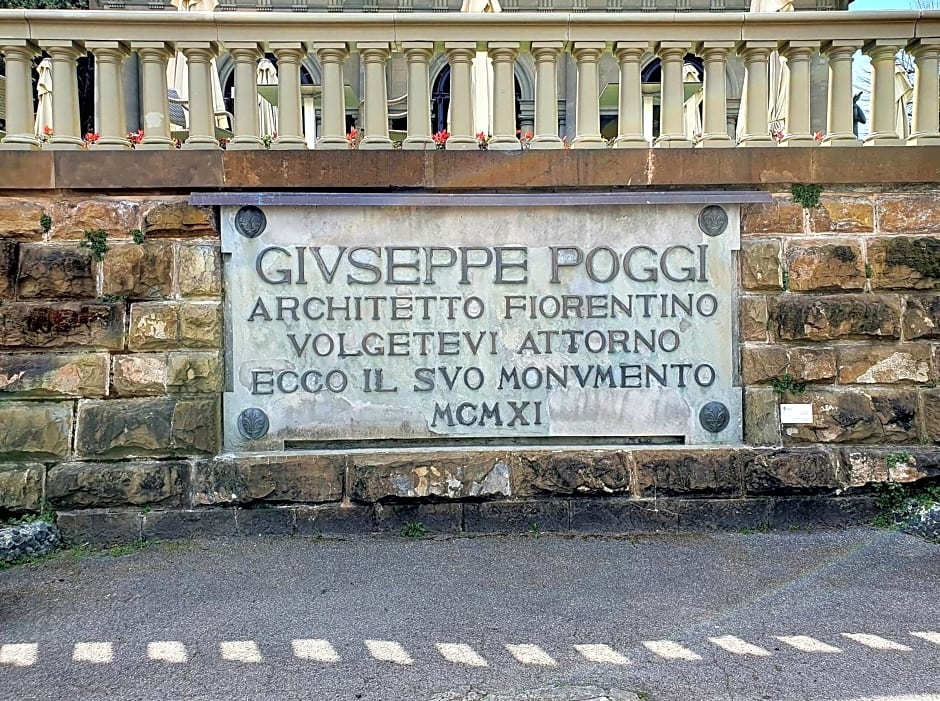 GIVSEPPE POGGI
ARCHITETTO FIORENTINO
VOLGETEVI ATTORNO
ECCO IL SVO MONVMENTO
MCMXI